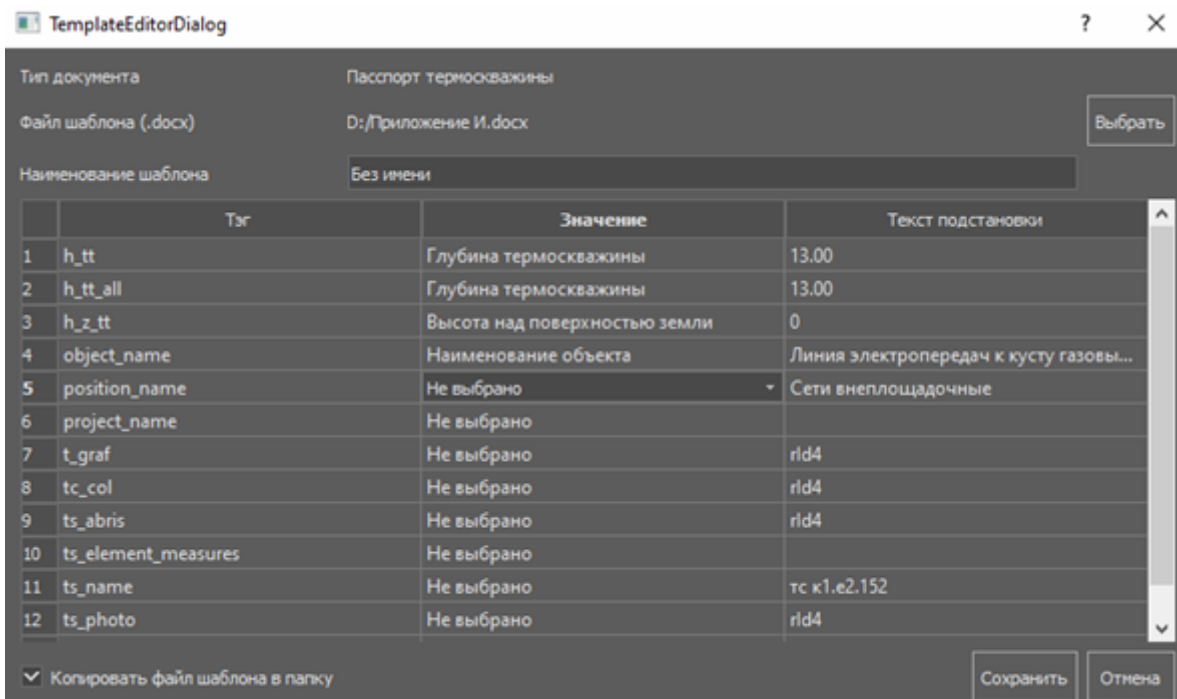 TemplateEditorDialog
Тип документа Пасспорт термоскважины
Файл шаблона (.docx) D:/Приложение И.docx Выбрать
Наименование шаблона Без имени
Тэг Значение Текст подстановки
1 h_tt Глубина термоскважины 13.00
2 h_tt_all Глубина термоскважины 13.00
3 h_z_tt Высота над поверхностью земли 0
4 object_name Наименование объекта Линия электропередач к кусту газовы...
5 position_name Не выбрано Сети внеплощадочные
6 project_name Не выбрано
7 t_graf Не выбрано rId4
8 tc_col Не выбрано rId4
9 ts_abris Не выбрано rId4
10 ts_element_measures Не выбрано
11 ts_name Не выбрано тс к1.е2.152
12 ts_photo Не выбрано rId4
Копировать файл шаблона в папку Сохранить Отмена